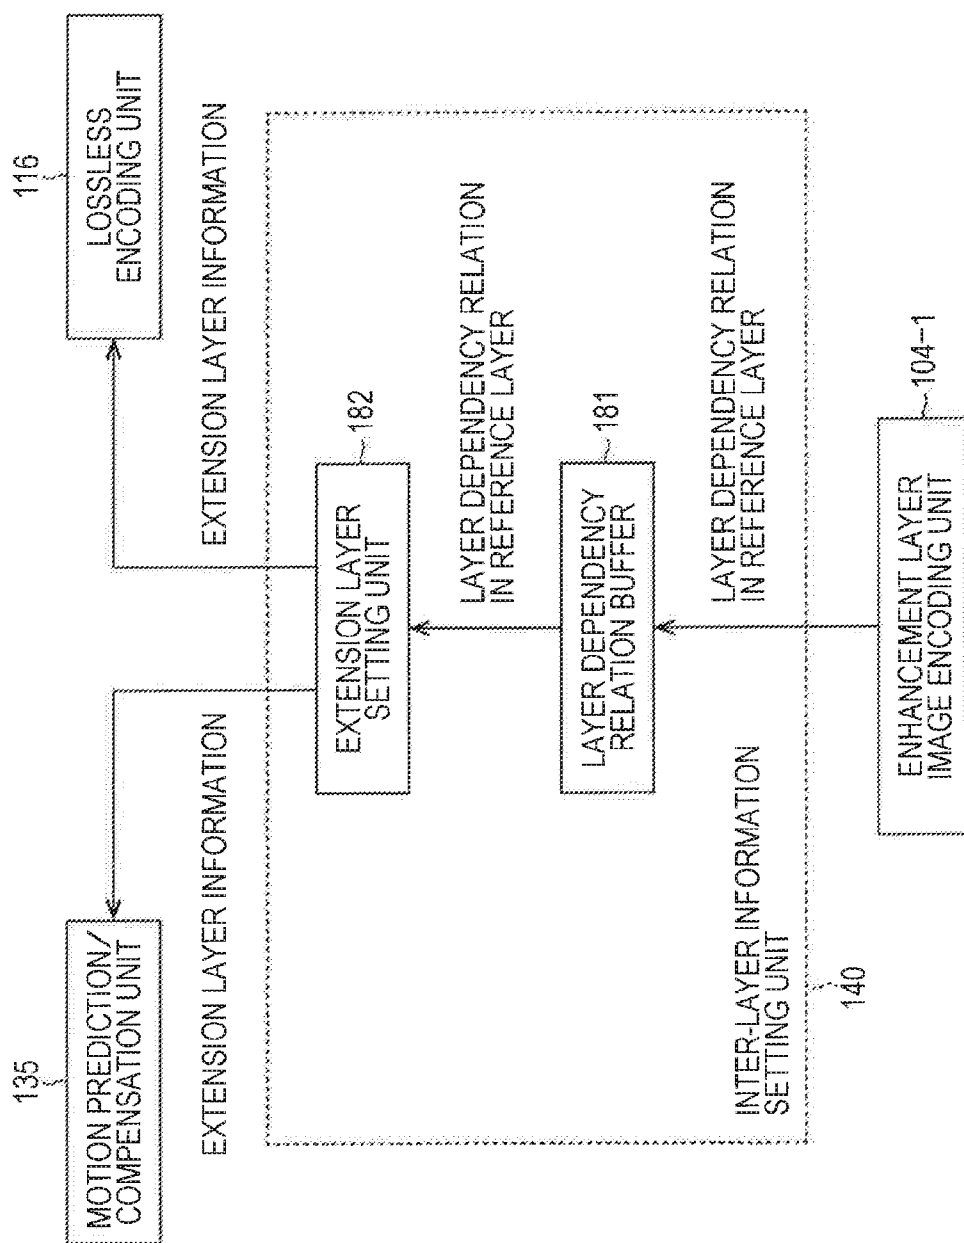 135
MOTION PREDICTION/
COMPENSATION UNIT
116
LOSSLESS
ENCODING UNIT
EXTENSION LAYER INFORMATION
EXTENSION LAYER INFORMATION
182
EXTENSION LAYER
SETTING UNIT
LAYER DEPENDENCY RELATION
IN REFERENCE LAYER
181
LAYER DEPENDENCY
RELATION BUFFER
LAYER DEPENDENCY RELATION
IN REFERENCE LAYER
INTER-LAYER INFORMATION
SETTING UNIT
140
104-1
ENHANCEMENT LAYER
IMAGE ENCODING UNIT